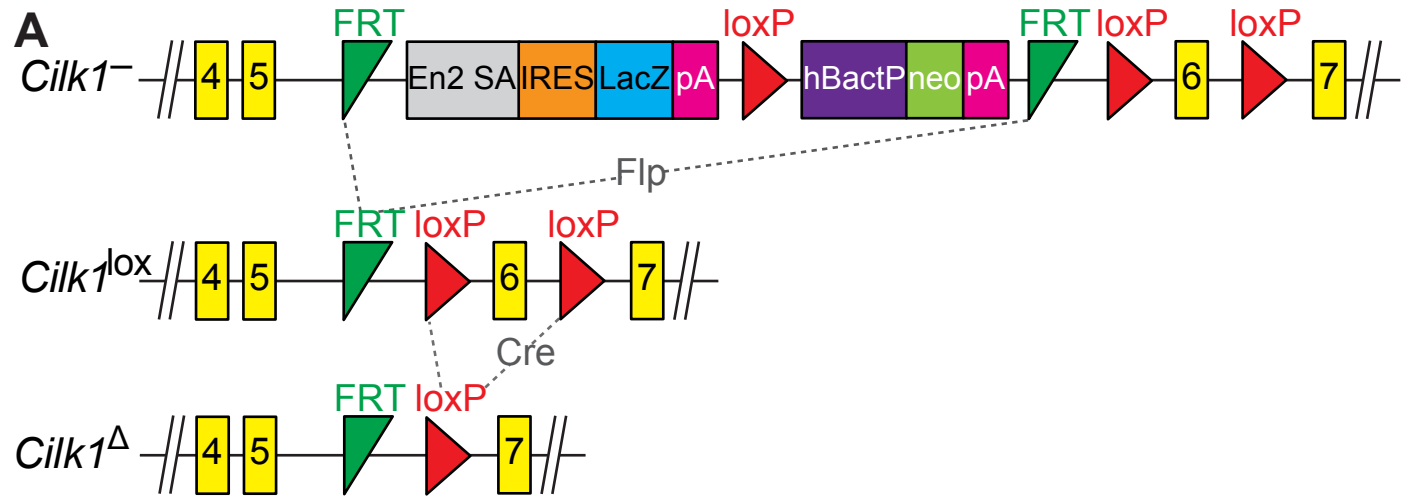 A
FRT loxP FRT loxP loxP
Cilk1⁻ 4 5 En2 SA IRES LacZ pA hBactP neo pA 6 7
Flp
FRT loxP loxP
Cilk1lox 4 5 6 7
Cre
FRT loxP
Cilk1Δ 4 5 7